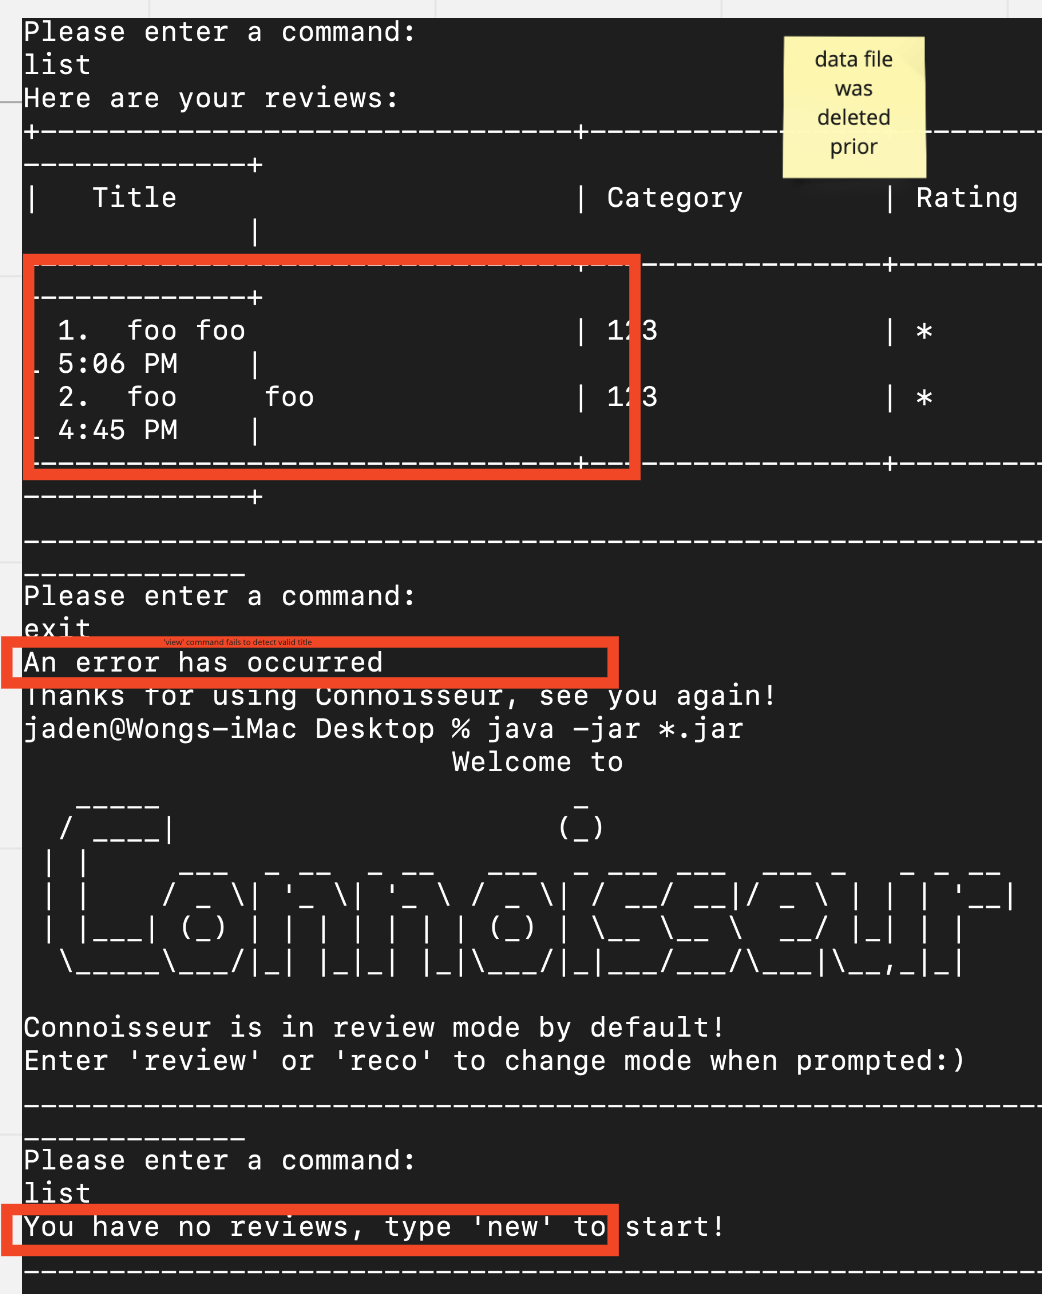 Please enter a command:
list
Here are your reviews:
data file
was
deleted
prior
| Title | Category | Rating
|
1. foo foo | 123 | *
5:06 PM |
2. foo foo | 123 | *
4:45 PM |
Please enter a command:
exit
'view' command fails to detect valid title
An error has occurred
Thanks for using Connoisseur, see you again!
jaden@Wongs-iMac Desktop % java -jar *.jar
Welcome to
Connoisseur
Connoisseur is in review mode by default!
Enter 'review' or 'reco' to change mode when prompted:)
Please enter a command:
list
You have no reviews, type 'new' to start!